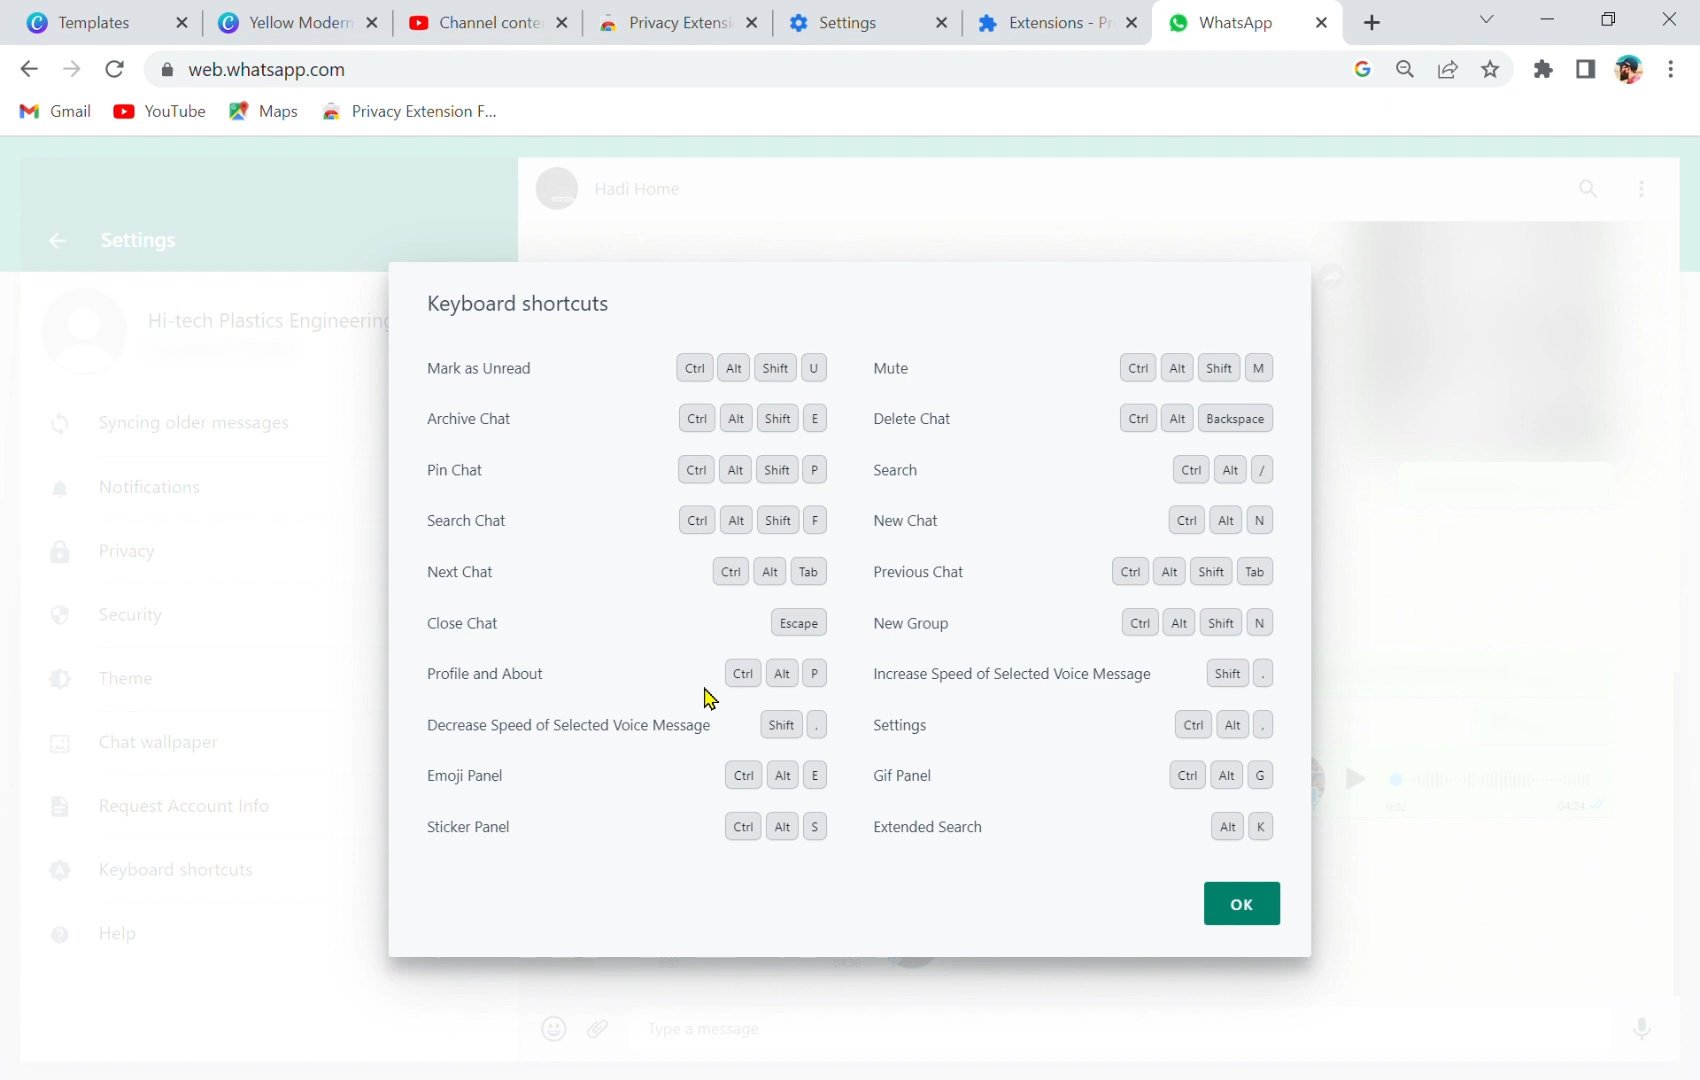 Templates
Yellow Modern
Channel conte
Privacy Extensi
Settings
Extensions - Pr
WhatsApp
web.whatsapp.com
Gmail
YouTube
Maps
Privacy Extension F...
Settings
Hadi Home
Hi-tech Plastics Engineering
Syncing older messages
Notifications
Privacy
Security
Theme
Chat wallpaper
Request Account Info
Keyboard shortcuts
Help
Keyboard shortcuts
Mark as Unread Ctrl Alt Shift U Mute Ctrl Alt Shift M
Archive Chat Ctrl Alt Shift E Delete Chat Ctrl Alt Backspace
Pin Chat Ctrl Alt Shift P Search Ctrl Alt /
Search Chat Ctrl Alt Shift F New Chat Ctrl Alt N
Next Chat Ctrl Alt Tab Previous Chat Ctrl Alt Shift Tab
Close Chat Escape New Group Ctrl Alt Shift N
Profile and About Ctrl Alt P Increase Speed of Selected Voice Message Shift .
Decrease Speed of Selected Voice Message Shift , Settings Ctrl Alt ,
Emoji Panel Ctrl Alt E Gif Panel Ctrl Alt G
Sticker Panel Ctrl Alt S Extended Search Alt K
OK
0:02 04:24
Type a message